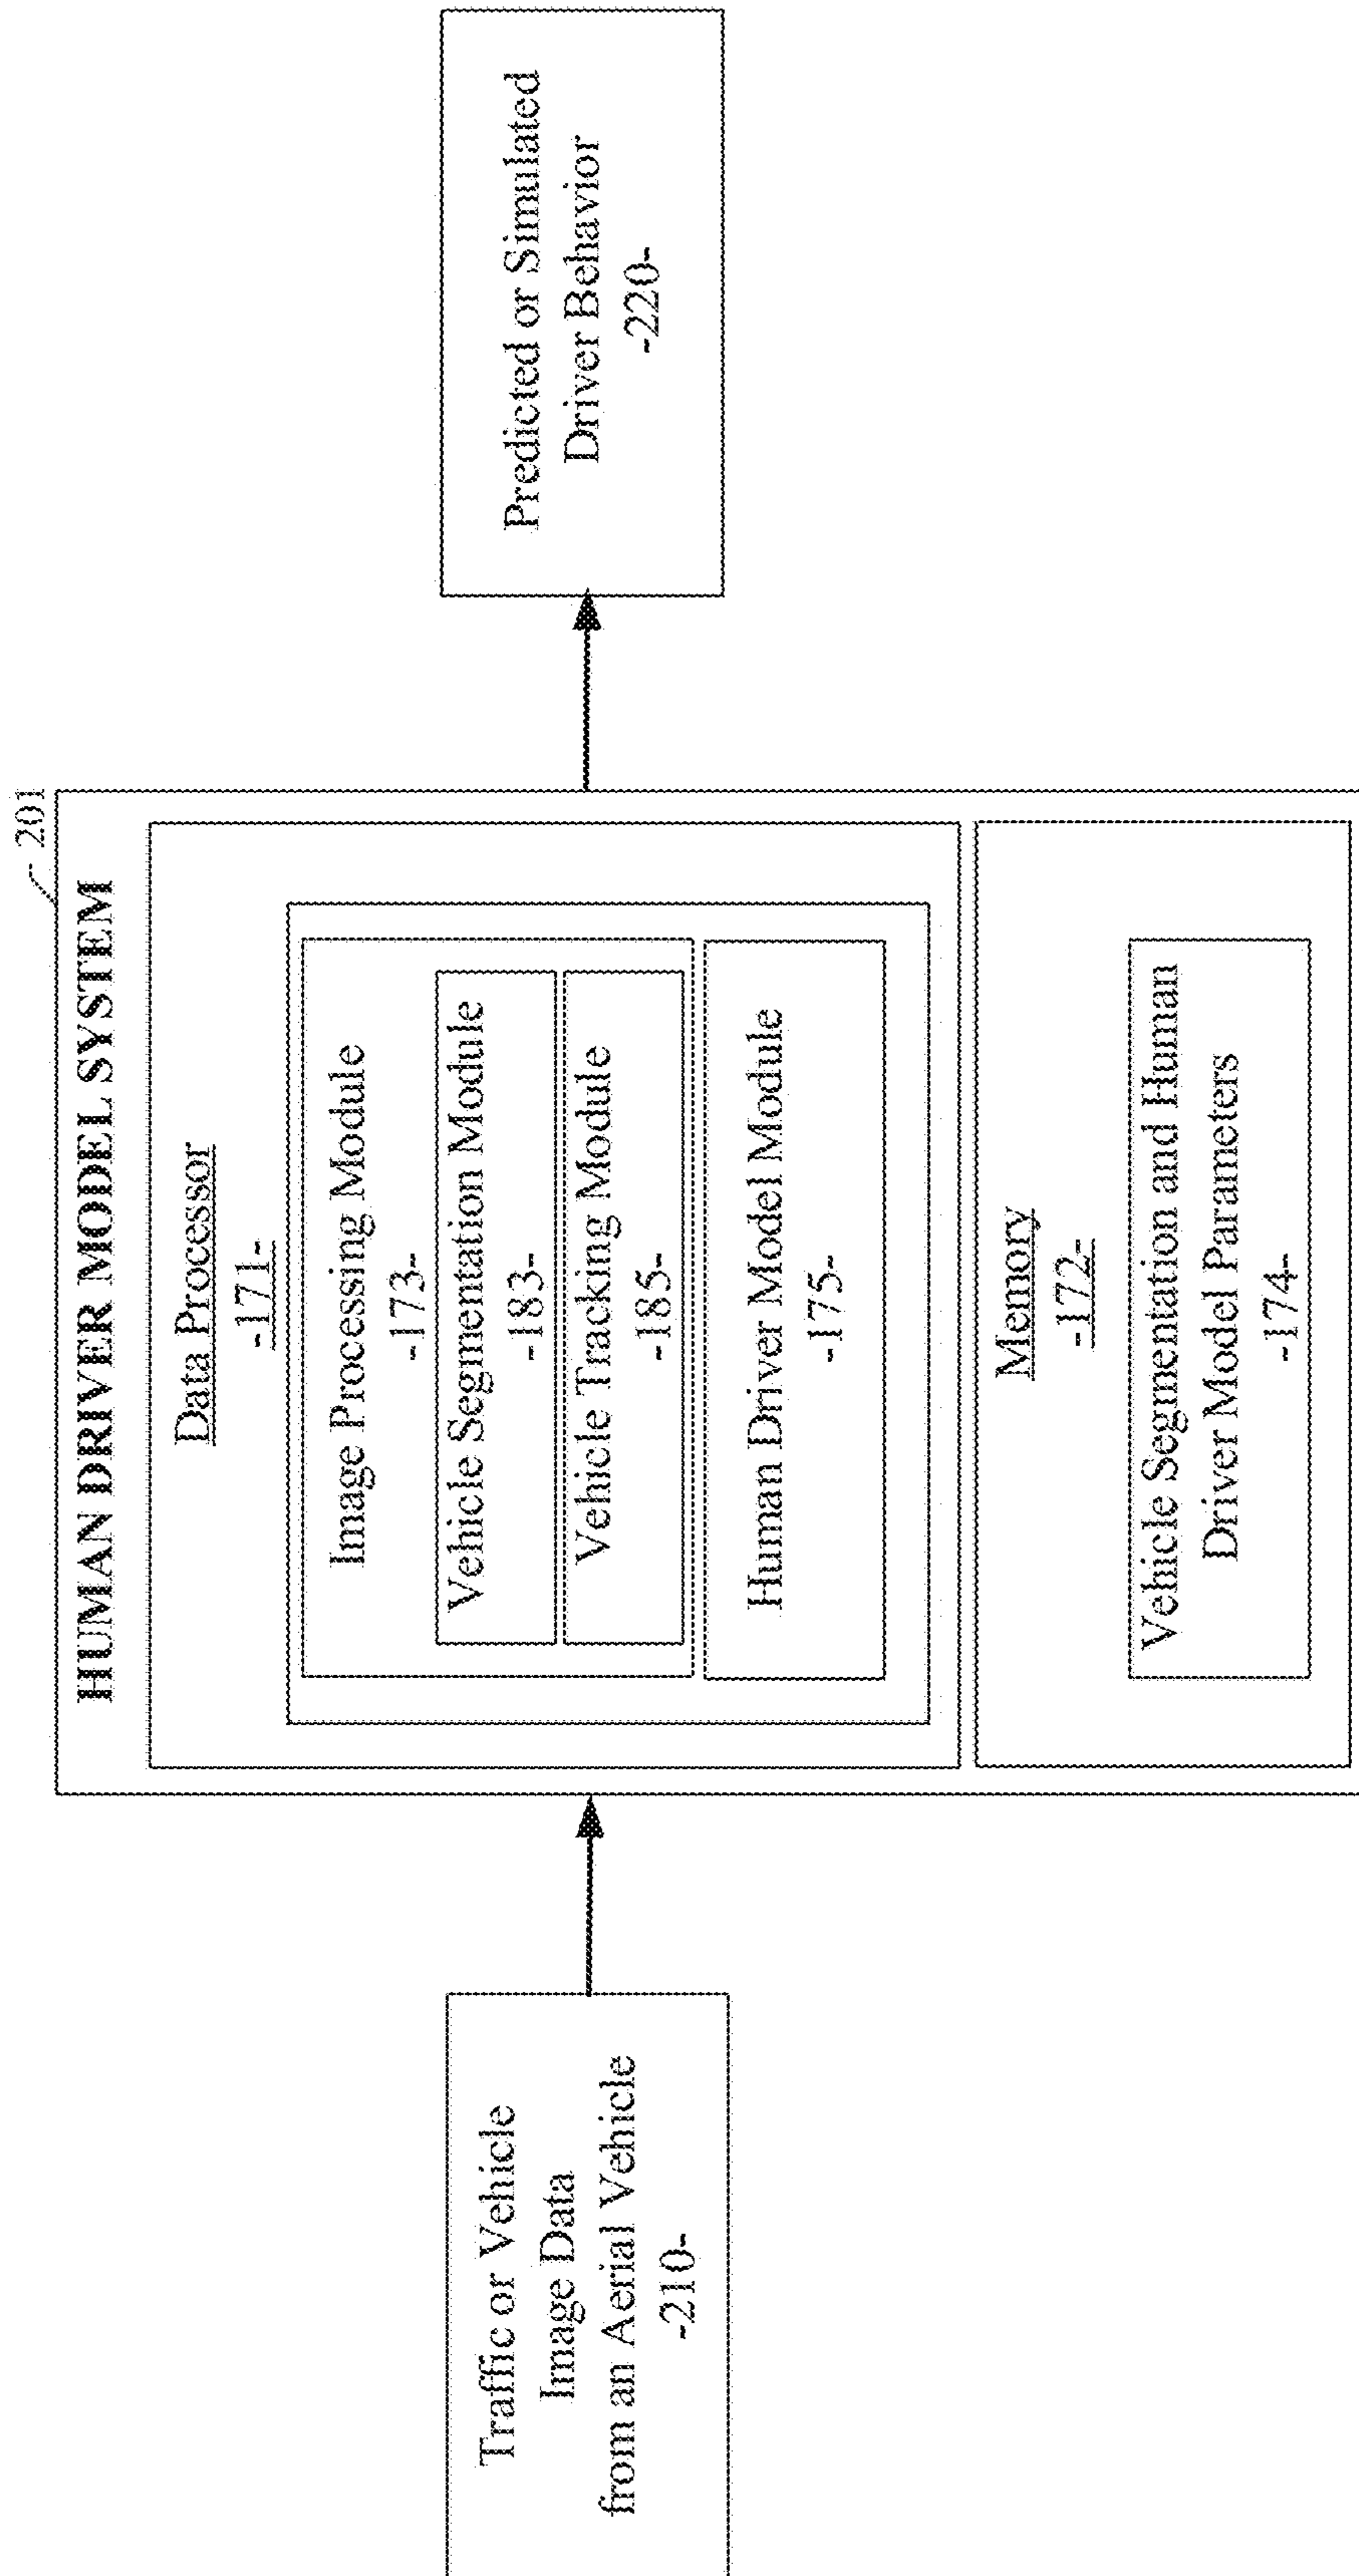 Traffic or Vehicle
Image Data
from an Aerial Vehicle
-210-
201
HUMAN DRIVER MODEL SYSTEM
Data Processor
-171-
Image Processing Module
-173-
Vehicle Segmentation Module
-183-
Vehicle Tracking Module
-185-
Human Driver Model Module
-175-
Memory
-172-
Vehicle Segmentation and Human
Driver Model Parameters
-174-
Predicted or Simulated
Driver Behavior
-220-